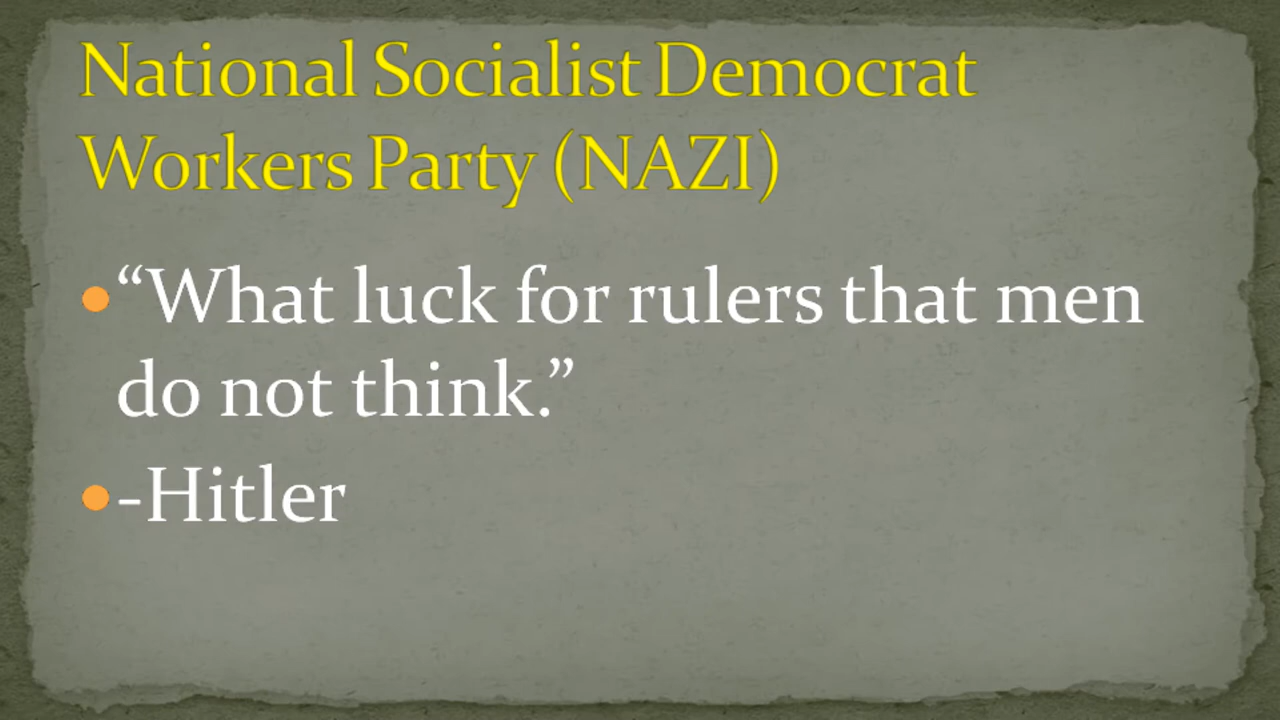 National Socialist Democrat
Workers Party (NAZI)
•“What luck for rulers that men
do not think.”
•-Hitler